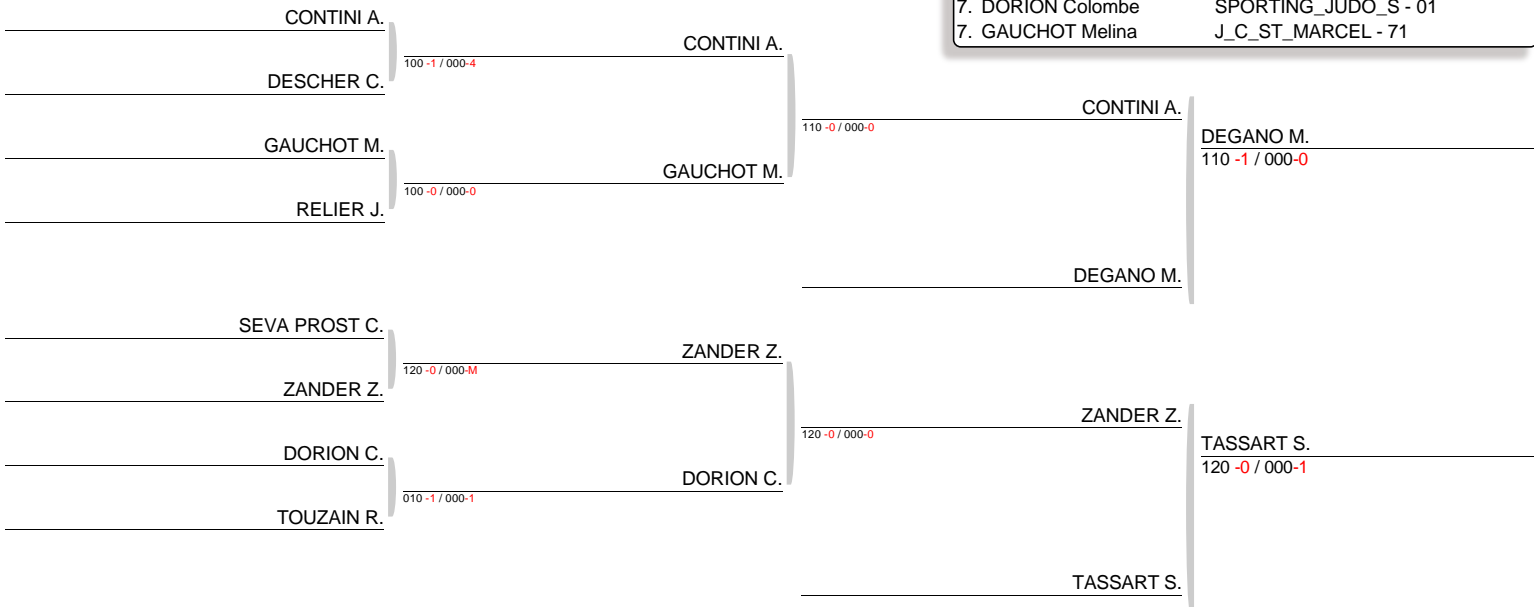 7. DORION Colombe SPORTING_JUDO_S - 01
7. GAUCHOT Melina J_C_ST_MARCEL - 71
CONTINI A.
DESCHER C.
GAUCHOT M.
RELIER J.
SEVA PROST C.
ZANDER Z.
DORION C.
TOUZAIN R.
CONTINI A.
100 -1 / 000-4
GAUCHOT M.
100 -0 / 000-0
ZANDER Z.
120 -0 / 000-M
DORION C.
010 -1 / 000-1
CONTINI A.
110 -0 / 000-0
DEGANO M.
ZANDER Z.
120 -0 / 000-0
TASSART S.
DEGANO M.
110 -1 / 000-0
TASSART S.
120 -0 / 000-1